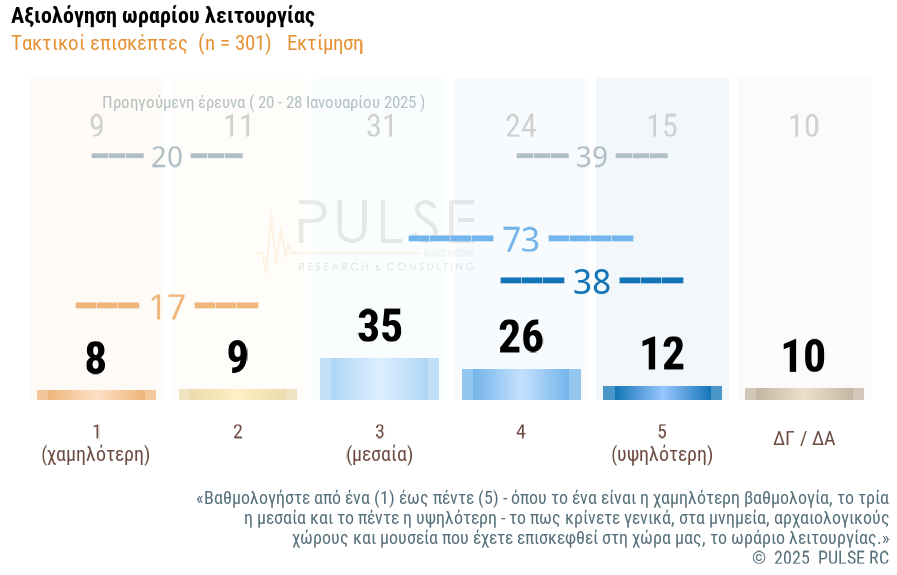 Αξιολόγηση ωραρίου λειτουργίας
Τακτικοί επισκέπτες (n = 301) Εκτίμηση
Προηγούμενη έρευνα ( 20 - 28 Ιανουαρίου 2025 )
9 11 31 24 15 10
20 39
PULSE
73
RESEARCH & CONSULTING
38
17
35
26
8 9 12 10
1 2 3 4 5 ΔΓ / ΔΑ
(χαμηλότερη) (μεσαία) (υψηλότερη)
«Βαθμολογήστε από ένα (1) έως πέντε (5) - όπου το ένα είναι η χαμηλότερη βαθμολογία, το τρία
η μεσαία και το πέντε η υψηλότερη - το πως κρίνετε γενικά, στα μνημεία, αρχαιολογικούς
χώρους και μουσεία που έχετε επισκεφθεί στη χώρα μας, το ωράριο λειτουργίας.»
© 2025 PULSE RC